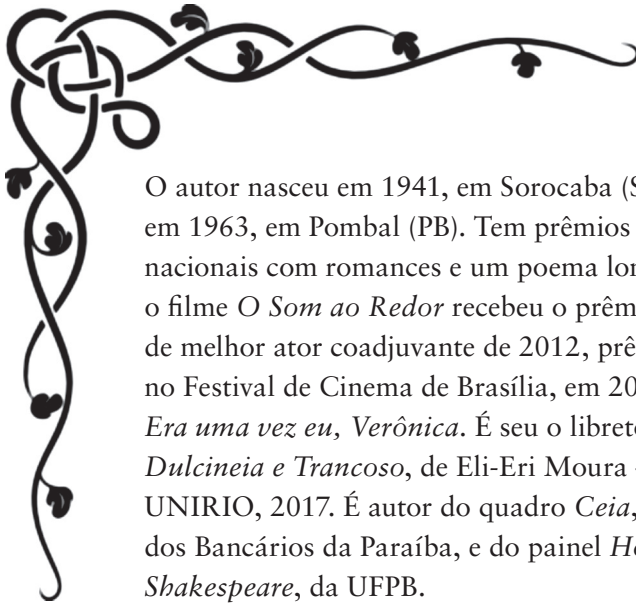 O autor nasceu em 1941, em Sorocaba (S
em 1963, em Pombal (PB). Tem prêmios
nacionais com romances e um poema lon
o filme O Som ao Redor recebeu o prêm
de melhor ator coadjuvante de 2012, prê
no Festival de Cinema de Brasília, em 20
Era uma vez eu, Verônica. É seu o libreto
Dulcineia e Trancoso, de Eli-Eri Moura
UNIRIO, 2017. É autor do quadro Ceia,
dos Bancários da Paraíba, e do painel Ho
Shakespeare, da UFPB.